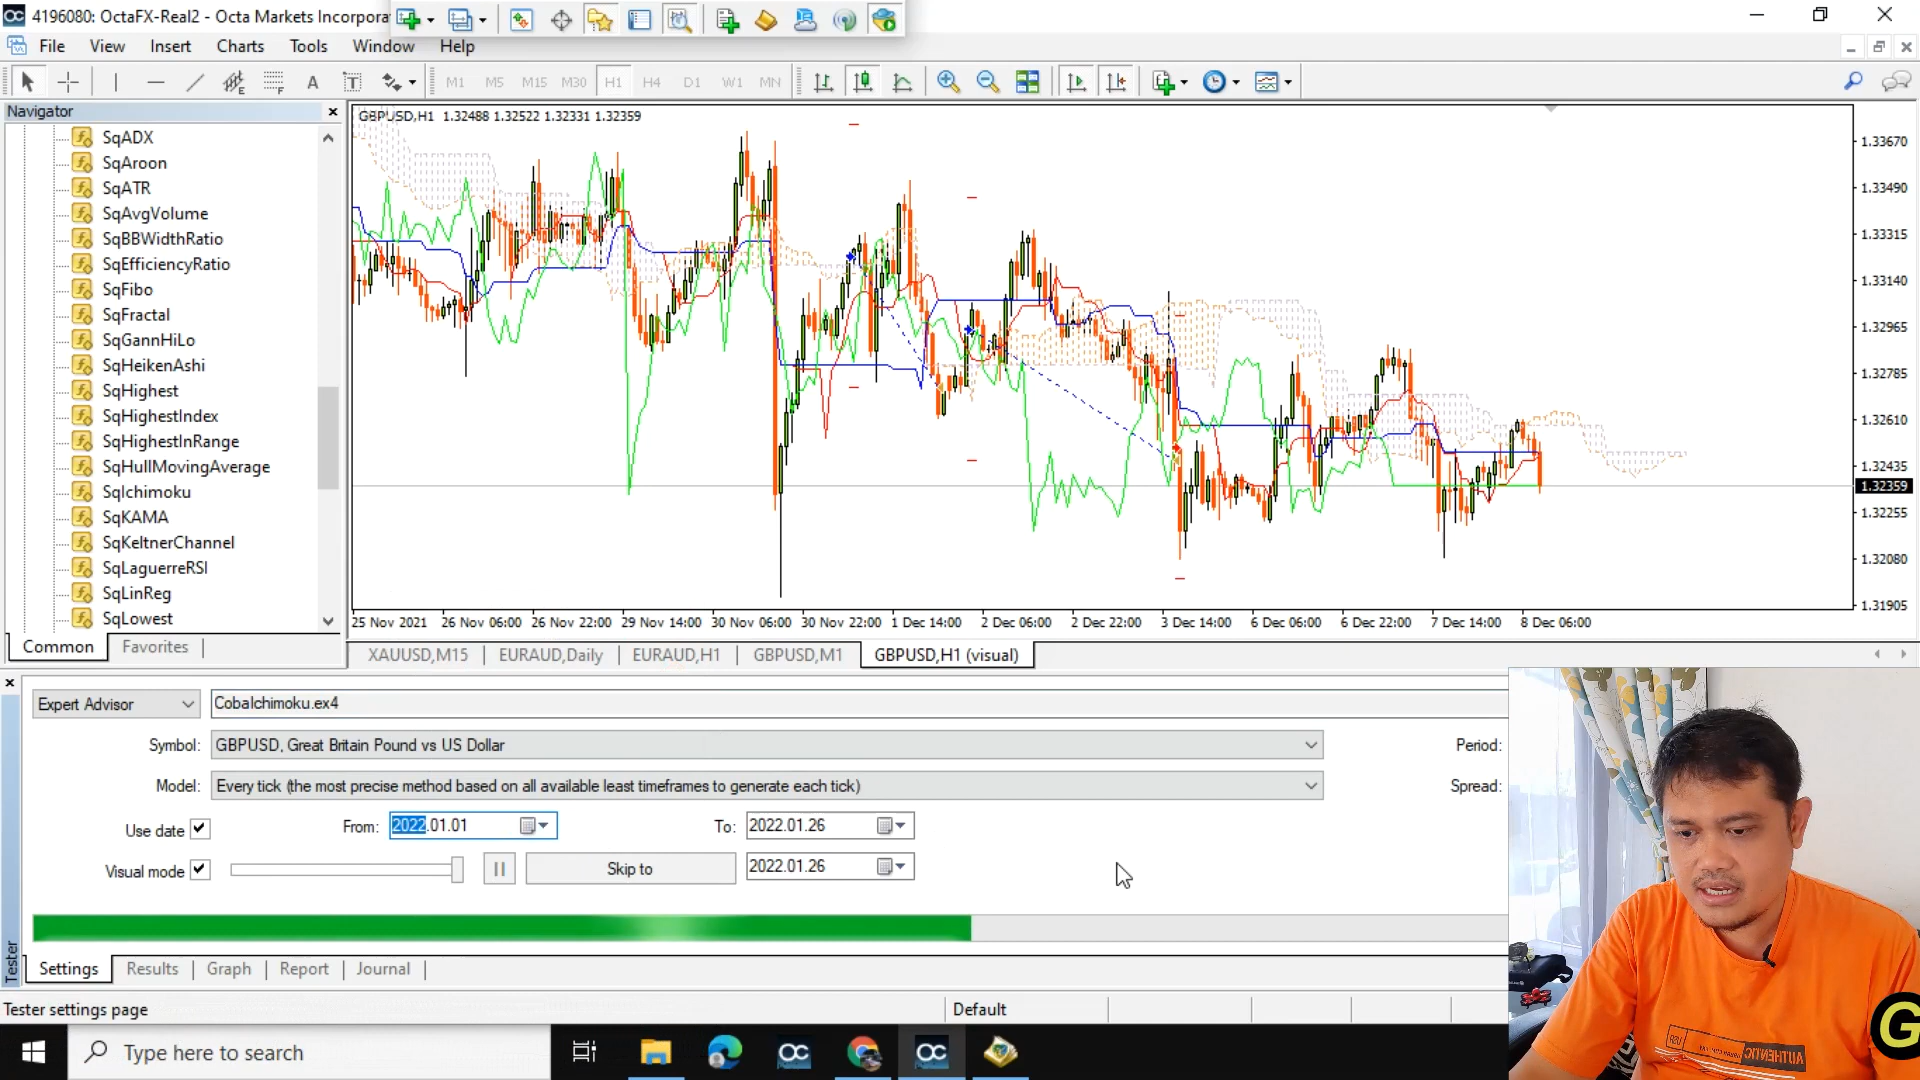 4196080: OctaFX-Real2 - Octa Markets Incorpora
File View Insert Charts Tools Window Help
M1 M5 M15 M30 H1 H4 D1 W1 MN
Navigator
SqADX
SqAroon
SqATR
SqAvgVolume
SqBBWidthRatio
SqEfficiencyRatio
SqFibo
SqFractal
SqGannHiLo
SqHeikenAshi
SqHighest
SqHighestIndex
SqHighestInRange
SqHullMovingAverage
SqIchimoku
SqKAMA
SqKeltnerChannel
SqLaguerreRSI
SqLinReg
SqLowest
Common Favorites
GBPUSD,H1 1.32488 1.32522 1.32331 1.32359
1.33670
1.33490
1.33315
1.33140
1.32965
1.32785
1.32610
1.32435
1.32359
1.32255
1.32080
1.31905
25 Nov 2021 26 Nov 06:00 26 Nov 22:00 29 Nov 14:00 30 Nov 06:00 30 Nov 22:00 1 Dec 14:00 2 Dec 06:00 2 Dec 22:00 3 Dec 14:00 6 Dec 06:00 6 Dec 22:00 7 Dec 14:00 8 Dec 06:00
XAUUSD,M15 EURAUD,Daily EURAUD,H1 GBPUSD,M1 GBPUSD,H1 (visual)
Expert Advisor CobaIchimoku.ex4
Symbol: GBPUSD, Great Britain Pound vs US Dollar Period:
Model: Every tick (the most precise method based on all available least timeframes to generate each tick) Spread:
Use date From: 2022.01.01 To: 2022.01.26
Visual mode Skip to 2022.01.26
Tester
Settings Results Graph Report Journal
Tester settings page Default
Type here to search
AUTHENTIC
G